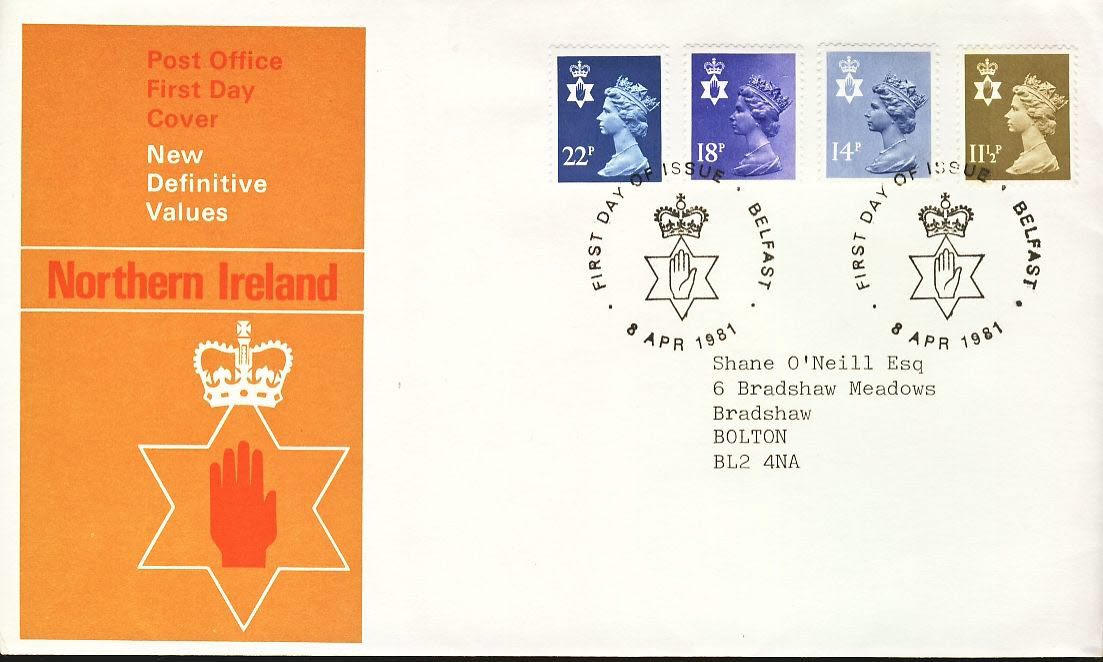 Post Office
First Day
Cover
New
Definitive
Values
Northern Ireland
22P
18P
14P
11½P
FIRST DAY OF ISSUE · BELFAST ·
8 APR 1981
FIRST DAY OF ISSUE · BELFAST ·
8 APR 1981
Shane O'Neill Esq
6 Bradshaw Meadows
Bradshaw
BOLTON
BL2 4NA